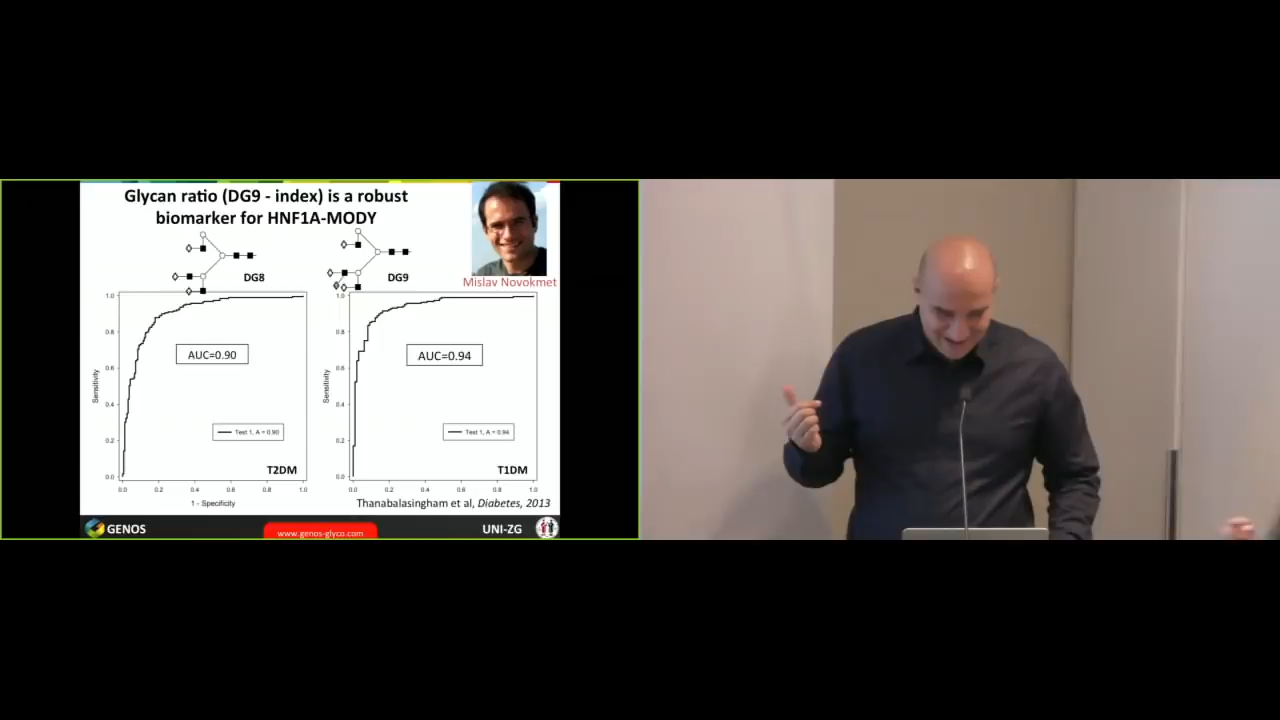 Glycan ratio (DG9 - index) is a robust
biomarker for HNF1A-MODY
Mislav Novokmet
DG8
DG9
1.0
0.8
0.6
0.4
0.2
0.0
Sensitivity
AUC=0.90
Test 1, A = 0.90
T2DM
0.0 0.2 0.4 0.6 0.8 1.0
1 - Specificity
1.0
0.8
0.6
0.4
0.2
0.0
Sensitivity
AUC=0.94
Test 1, A = 0.94
T1DM
0.0 0.2 0.4 0.6 0.8 1.0
Thanabalasingham et al, Diabetes, 2013
GENOS
www.genos-glyco.com
UNI-ZG